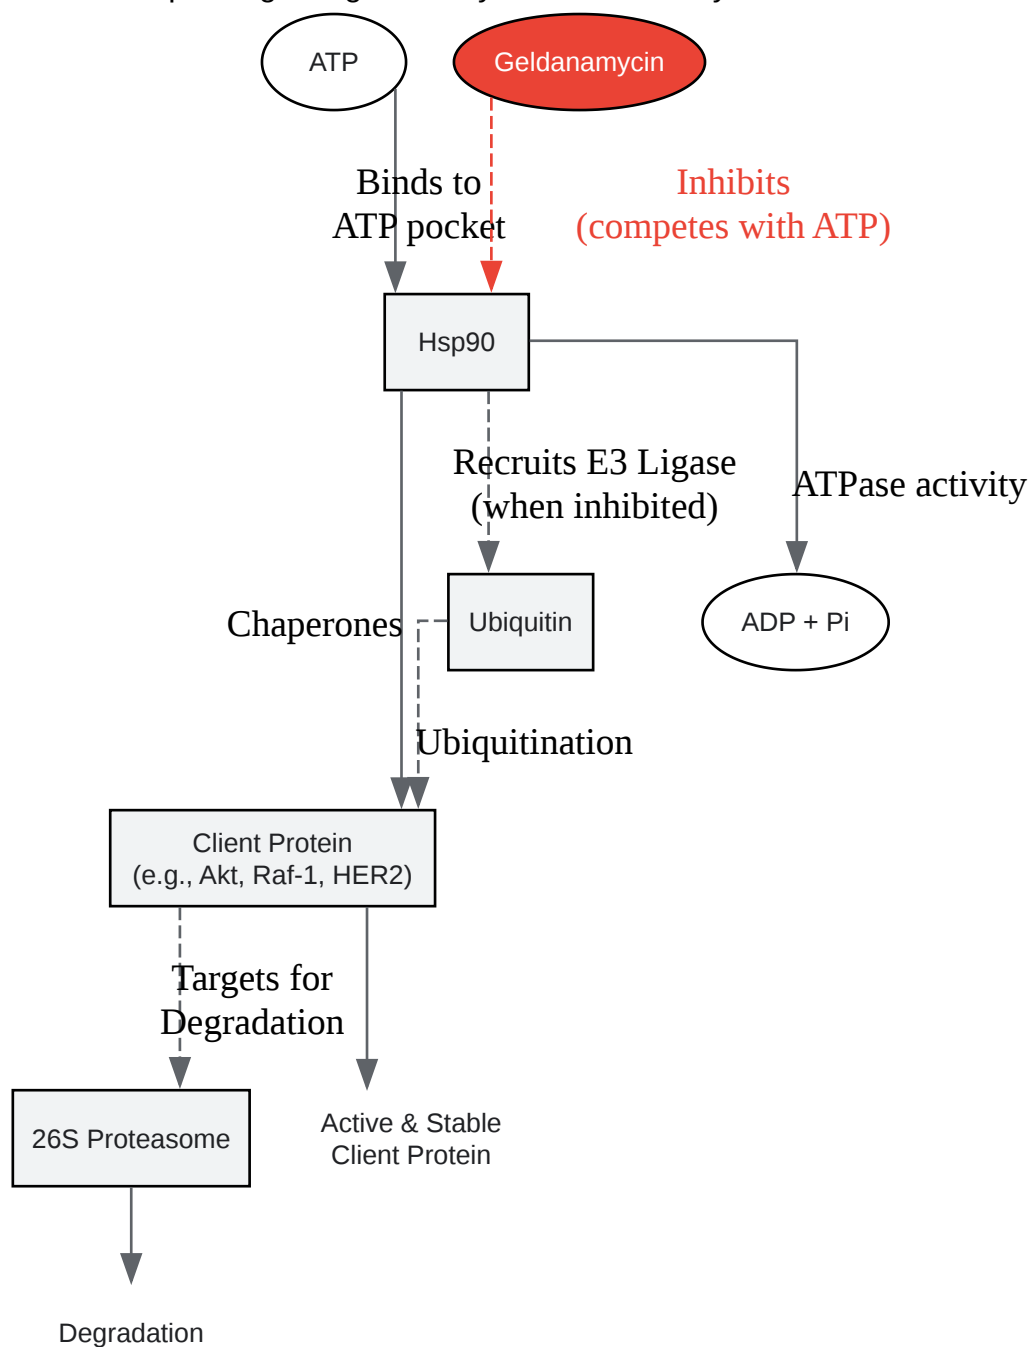 ATP
Geldanamycin
Binds to
ATP pocket
Inhibits
(competes with ATP)
Hsp90
Recruits E3 Ligase
(when inhibited)
ATPase activity
Chaperones
Ubiquitin
ADP + Pi
Ubiquitination
Client Protein
(e.g., Akt, Raf-1, HER2)
Targets for
Degradation
26S Proteasome
Active & Stable
Client Protein
Degradation